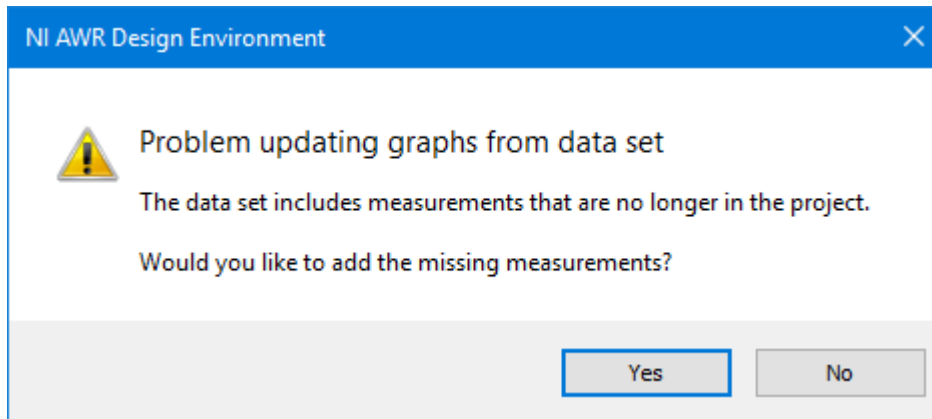 NI AWR Design Environment
Problem updating graphs from data set
The data set includes measurements that are no longer in the project.
Would you like to add the missing measurements?
Yes No